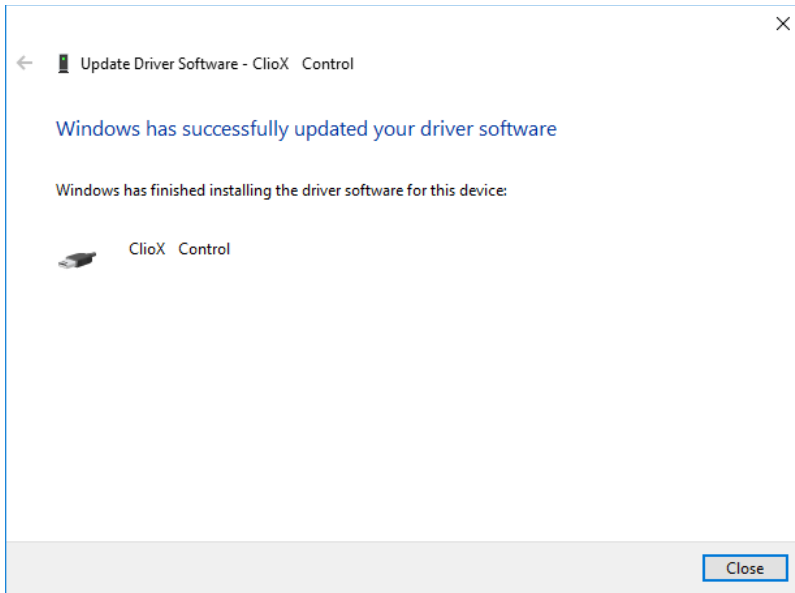 Update Driver Software - ClioX   Control
Windows has successfully updated your driver software
Windows has finished installing the driver software for this device:
ClioX   Control
Close